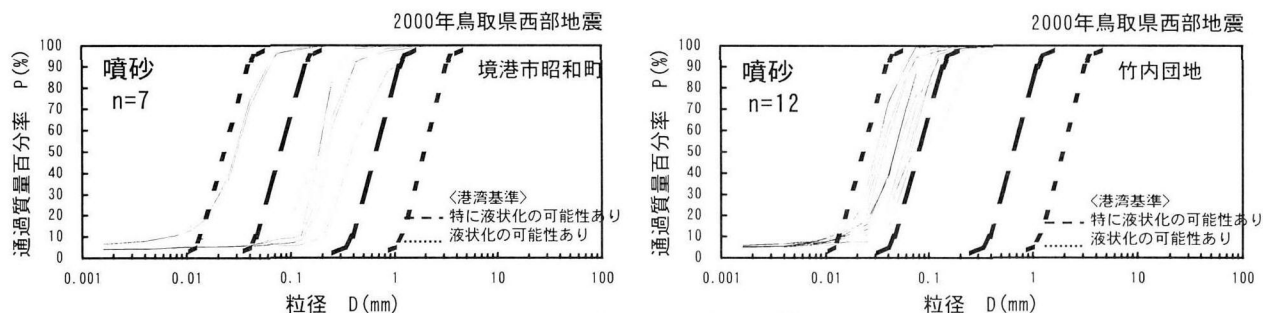 2000年鳥取県西部地震
通過質量百分率 P(%)
100
90
80
70
60
50
40
30
20
10
0
噴砂
n=7
境港市昭和町
〈港湾基準〉
特に液状化の可能性あり
液状化の可能性あり
0.001 0.01 0.1 1 10 100
粒径 D(mm)
2000年鳥取県西部地震
通過質量百分率 P(%)
100
90
80
70
60
50
40
30
20
10
0
噴砂
n=12
竹内団地
〈港湾基準〉
特に液状化の可能性あり
液状化の可能性あり
0.001 0.01 0.1 1 10 100
粒径 D(mm)